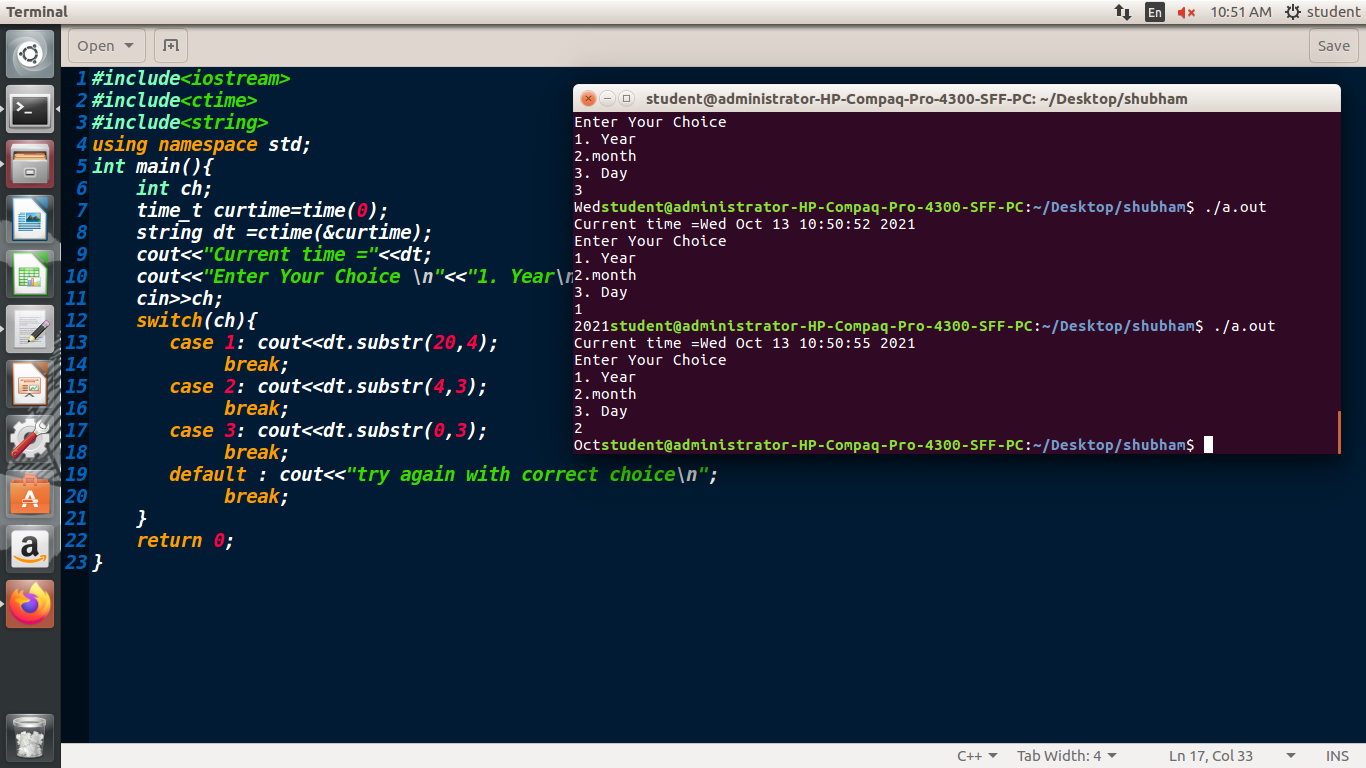 Terminal
En
10:51 AM
student
Open
Save
1 #include<iostream>
2 #include<ctime>
3 #include<string>
4 using namespace std;
5 int main(){
6 int ch;
7 time_t curtime=time(0);
8 string dt =ctime(&curtime);
9 cout<<"Current time ="<<dt;
10 cout<<"Enter Your Choice \n"<<"1. Year\n
11 cin>>ch;
12 switch(ch){
13 case 1: cout<<dt.substr(20,4);
14 break;
15 case 2: cout<<dt.substr(4,3);
16 break;
17 case 3: cout<<dt.substr(0,3);
18 break;
19 default : cout<<"try again with correct choice\n";
20 break;
21 }
22 return 0;
23 }
student@administrator-HP-Compaq-Pro-4300-SFF-PC: ~/Desktop/shubham
Enter Your Choice
1. Year
2.month
3. Day
3
Wedstudent@administrator-HP-Compaq-Pro-4300-SFF-PC:~/Desktop/shubham$ ./a.out
Current time =Wed Oct 13 10:50:52 2021
Enter Your Choice
1. Year
2.month
3. Day
1
2021student@administrator-HP-Compaq-Pro-4300-SFF-PC:~/Desktop/shubham$ ./a.out
Current time =Wed Oct 13 10:50:55 2021
Enter Your Choice
1. Year
2.month
3. Day
2
Octstudent@administrator-HP-Compaq-Pro-4300-SFF-PC:~/Desktop/shubham$
C++
Tab Width: 4
Ln 17, Col 33
INS